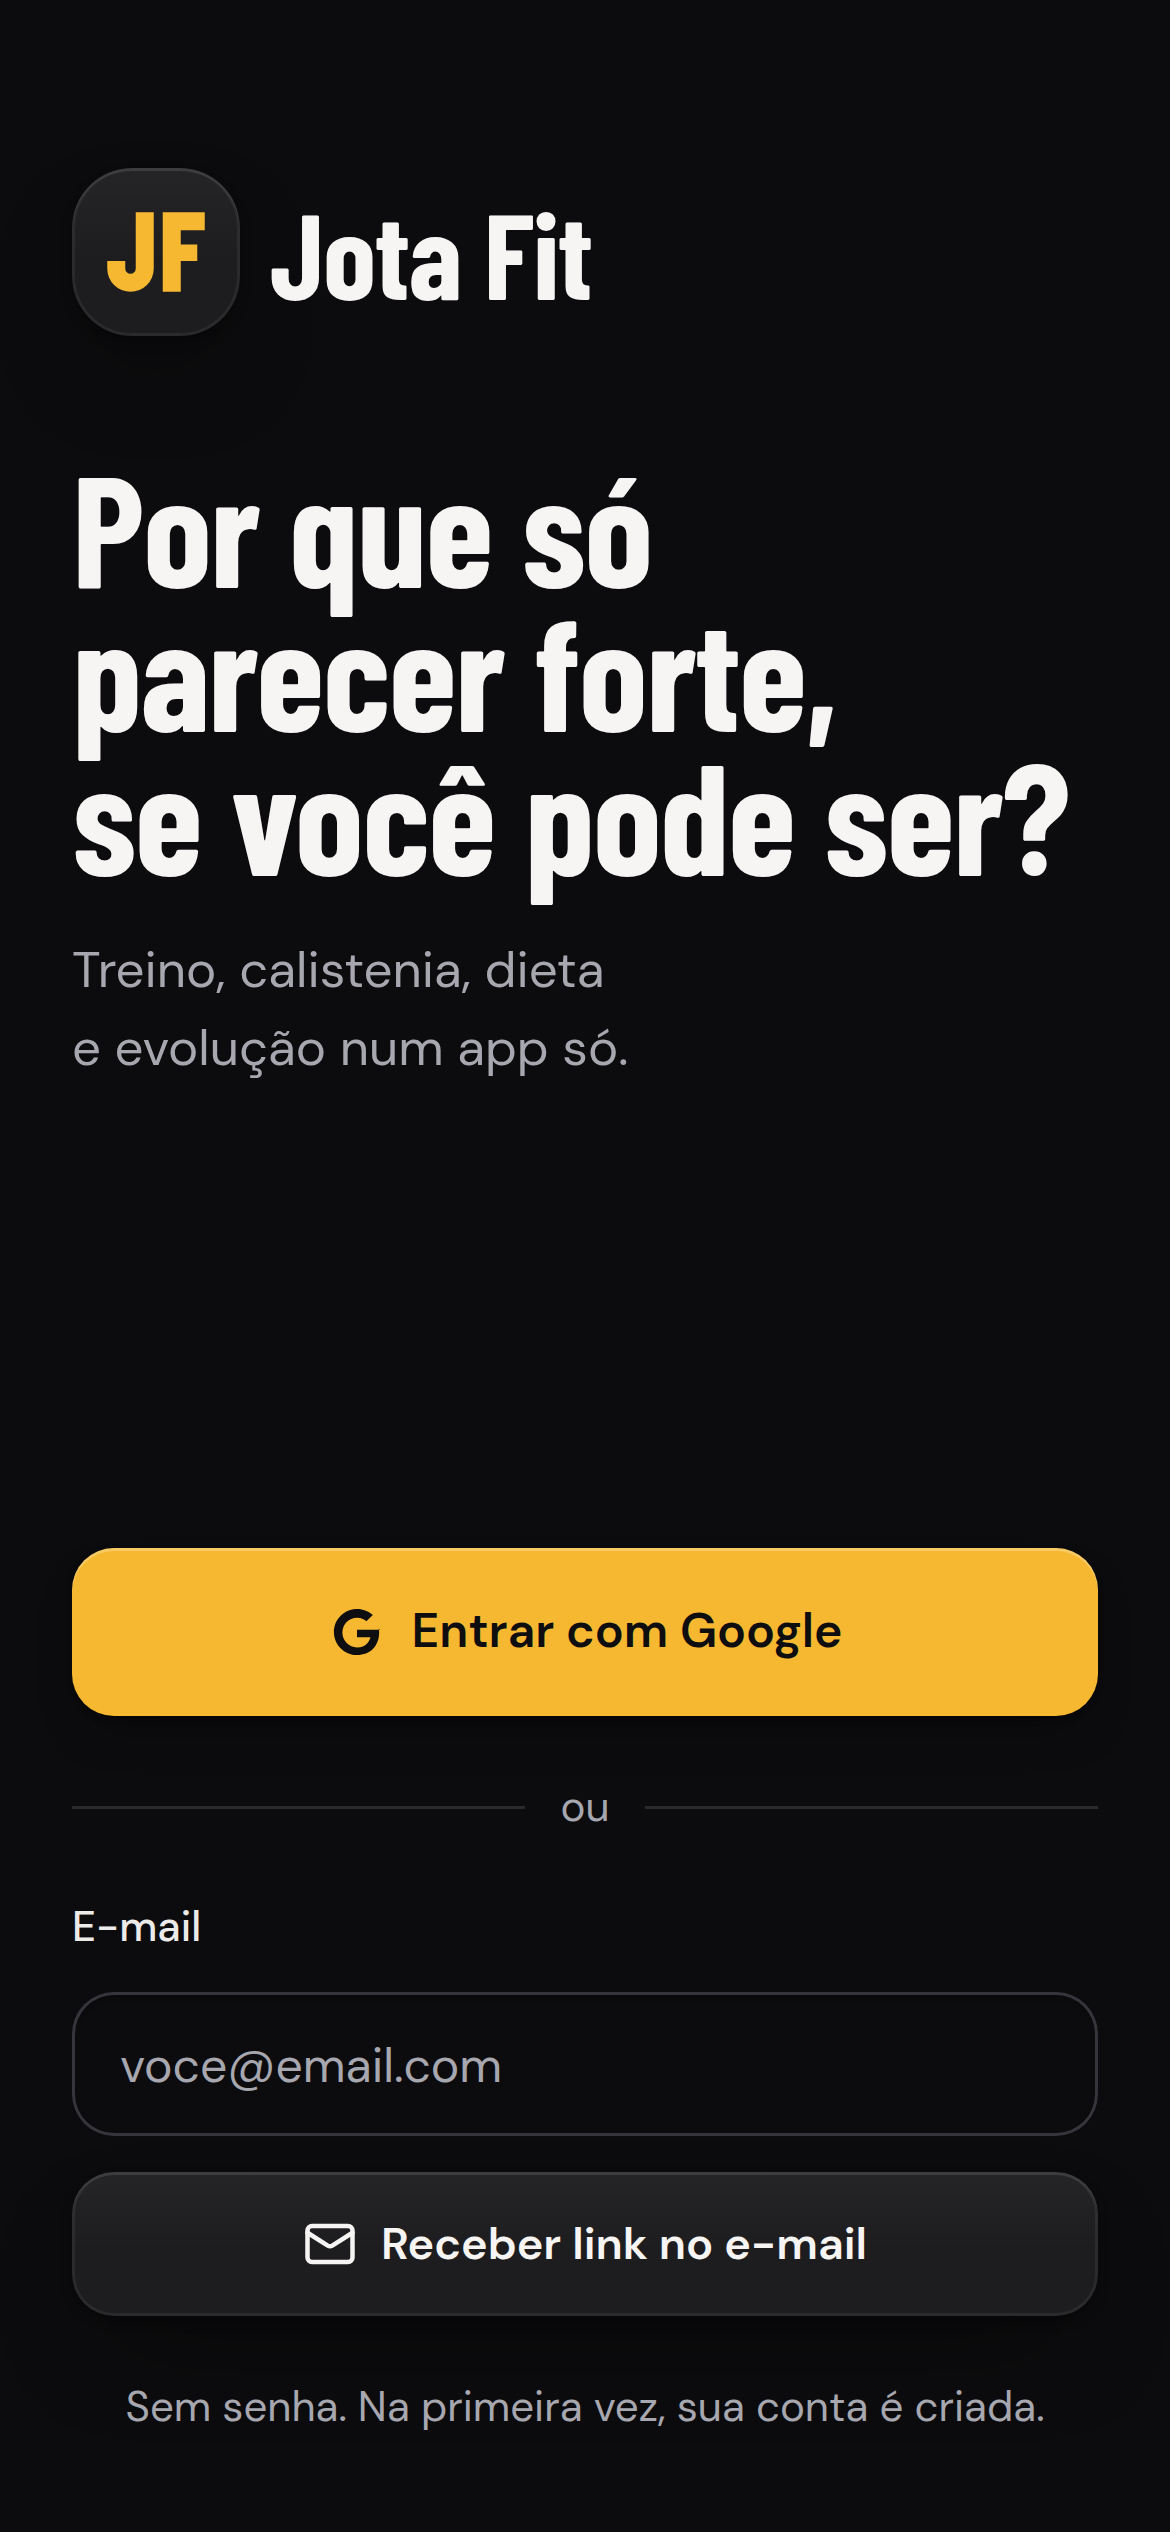 JF
Jota Fit
Por que só
parecer forte,
se você pode ser?
Treino, calistenia, dieta
e evolução num app só.
G Entrar com Google
ou
E-mail
voce@email.com
Receber link no e-mail
Sem senha. Na primeira vez, sua conta é criada.